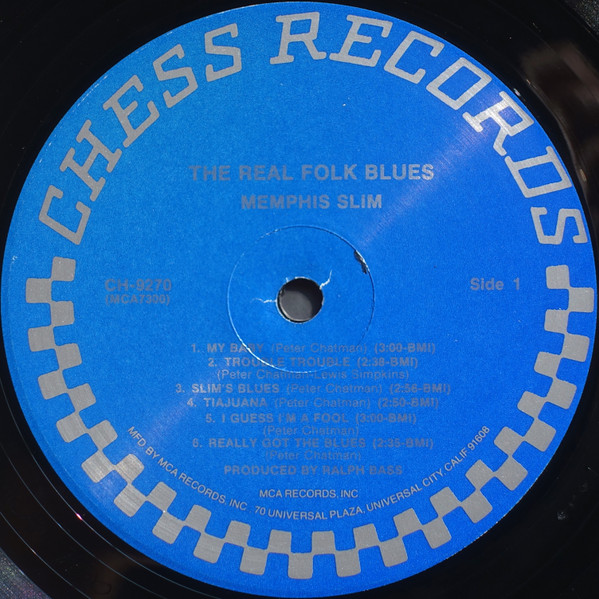 CHESS RECORDS
THE REAL FOLK BLUES
MEMPHIS SLIM
CH-9270
(MCA7300)
Side 1
1. MY BABY (Peter Chatman) (3:00-BMI)
2. TROUBLE TROUBLE (2:38-BMI)
(Peter Chatman-Lewis Simpkins)
3. SLIM'S BLUES (Peter Chatman) (2:56-BMI)
4. TIAJUANA (Peter Chatman) (2:50-BMI)
5. I GUESS I'M A FOOL (3:00-BMI)
(Peter Chatman)
6. REALLY GOT THE BLUES (2:35-BMI)
(Peter Chatman)
PRODUCED BY RALPH BASS
MCA RECORDS, INC
MFD BY MCA RECORDS, INC 70 UNIVERSAL PLAZA, UNIVERSAL CITY, CALIF 91608